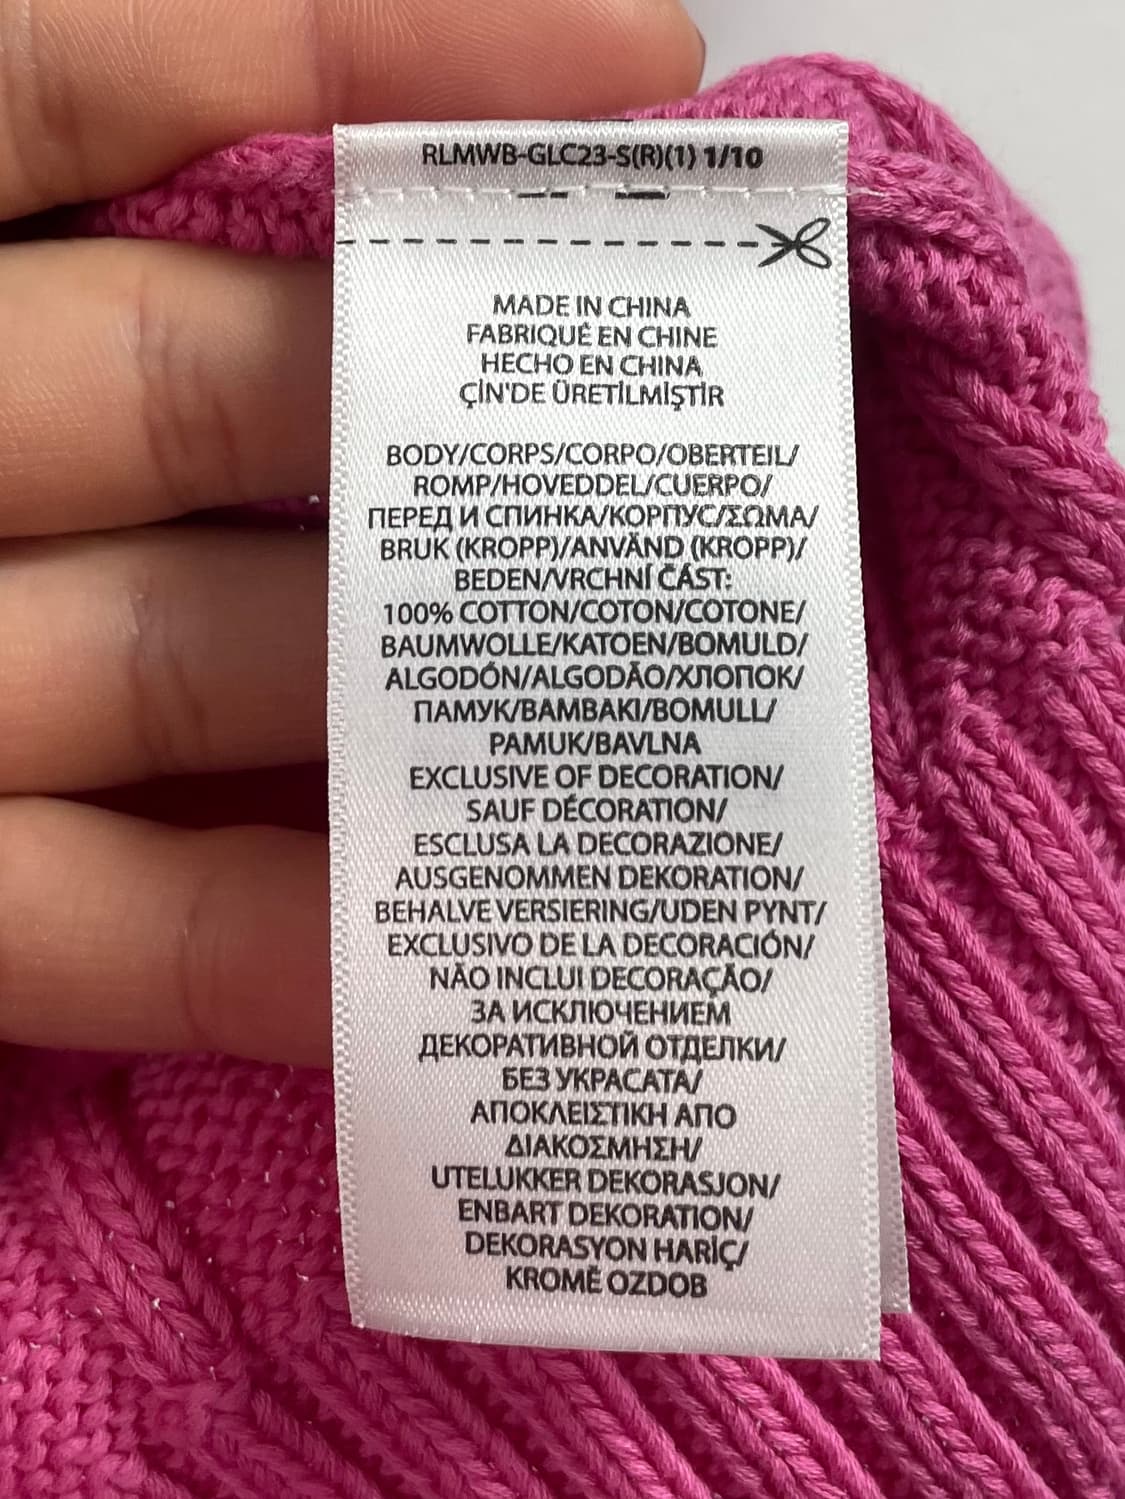 RLMWB-GLC23-S(R)(1) 1/10
MADE IN CHINA
FABRIQUÉ EN CHINE
HECHO EN CHINA
ÇİN'DE ÜRETİLMİŞTİR
BODY/CORPS/CORPO/OBERTEIL/
ROMP/HOVEDDEL/CUERPO/
ПЕРЕД И СПИНКА/КОРПУС/ΣΩΜΑ/
BRUK (KROPP)/ANVÄND (KROPP)/
BEDEN/VRCHNÍ ČÁST:
100% COTTON/COTON/COTONE/
BAUMWOLLE/KATOEN/BOMULD/
ALGODÓN/ALGODÃO/ХЛОПОК/
ПАМУК/ΒΑΜΒΑΚΙ/BOMULL/
PAMUK/BAVLNA
EXCLUSIVE OF DECORATION/
SAUF DÉCORATION/
ESCLUSA LA DECORAZIONE/
AUSGENOMMEN DEKORATION/
BEHALVE VERSIERING/UDEN PYNT/
EXCLUSIVO DE LA DECORACIÓN/
NÃO INCLUI DECORAÇÃO/
ЗА ИСКЛЮЧЕНИЕМ
ДЕКОРАТИВНОЙ ОТДЕЛКИ/
БЕЗ УКРАСАТА/
ΑΠΟΚΛΕΙΣΤΙΚΗ ΑΠΟ
ΔΙΑΚΟΣΜΗΣΗ/
UTELUKKER DEKORASJON/
ENBART DEKORATION/
DEKORASYON HARİÇ/
KROMĚ OZDOB